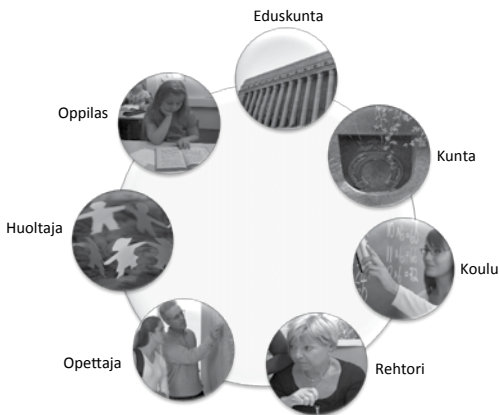 Eduskunta
Kunta
Koulu
Rehtori
Opettaja
Huoltaja
Oppilas